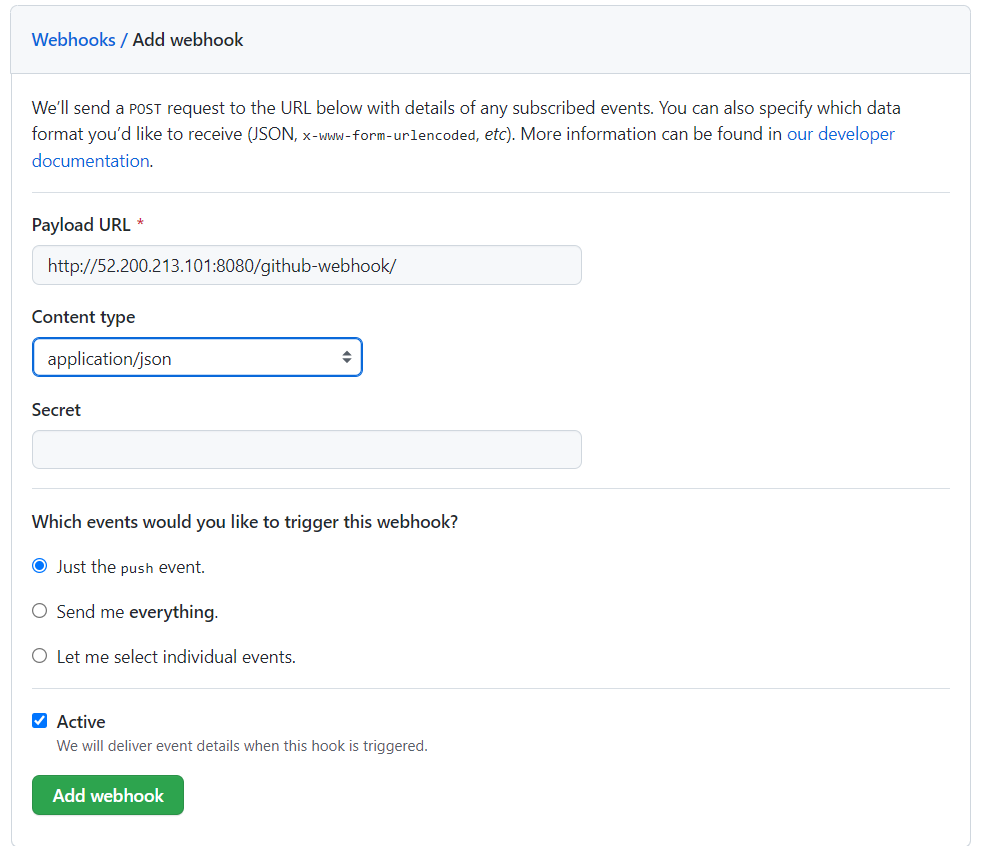 Webhooks / Add webhook
We’ll send a POST request to the URL below with details of any subscribed events. You can also specify which data
format you’d like to receive (JSON, x-www-form-urlencoded, etc). More information can be found in our developer
documentation.
Payload URL *
http://52.200.213.101:8080/github-webhook/
Content type
application/json
Secret
Which events would you like to trigger this webhook?
Just the push event.
Send me everything.
Let me select individual events.
Active
We will deliver event details when this hook is triggered.
Add webhook